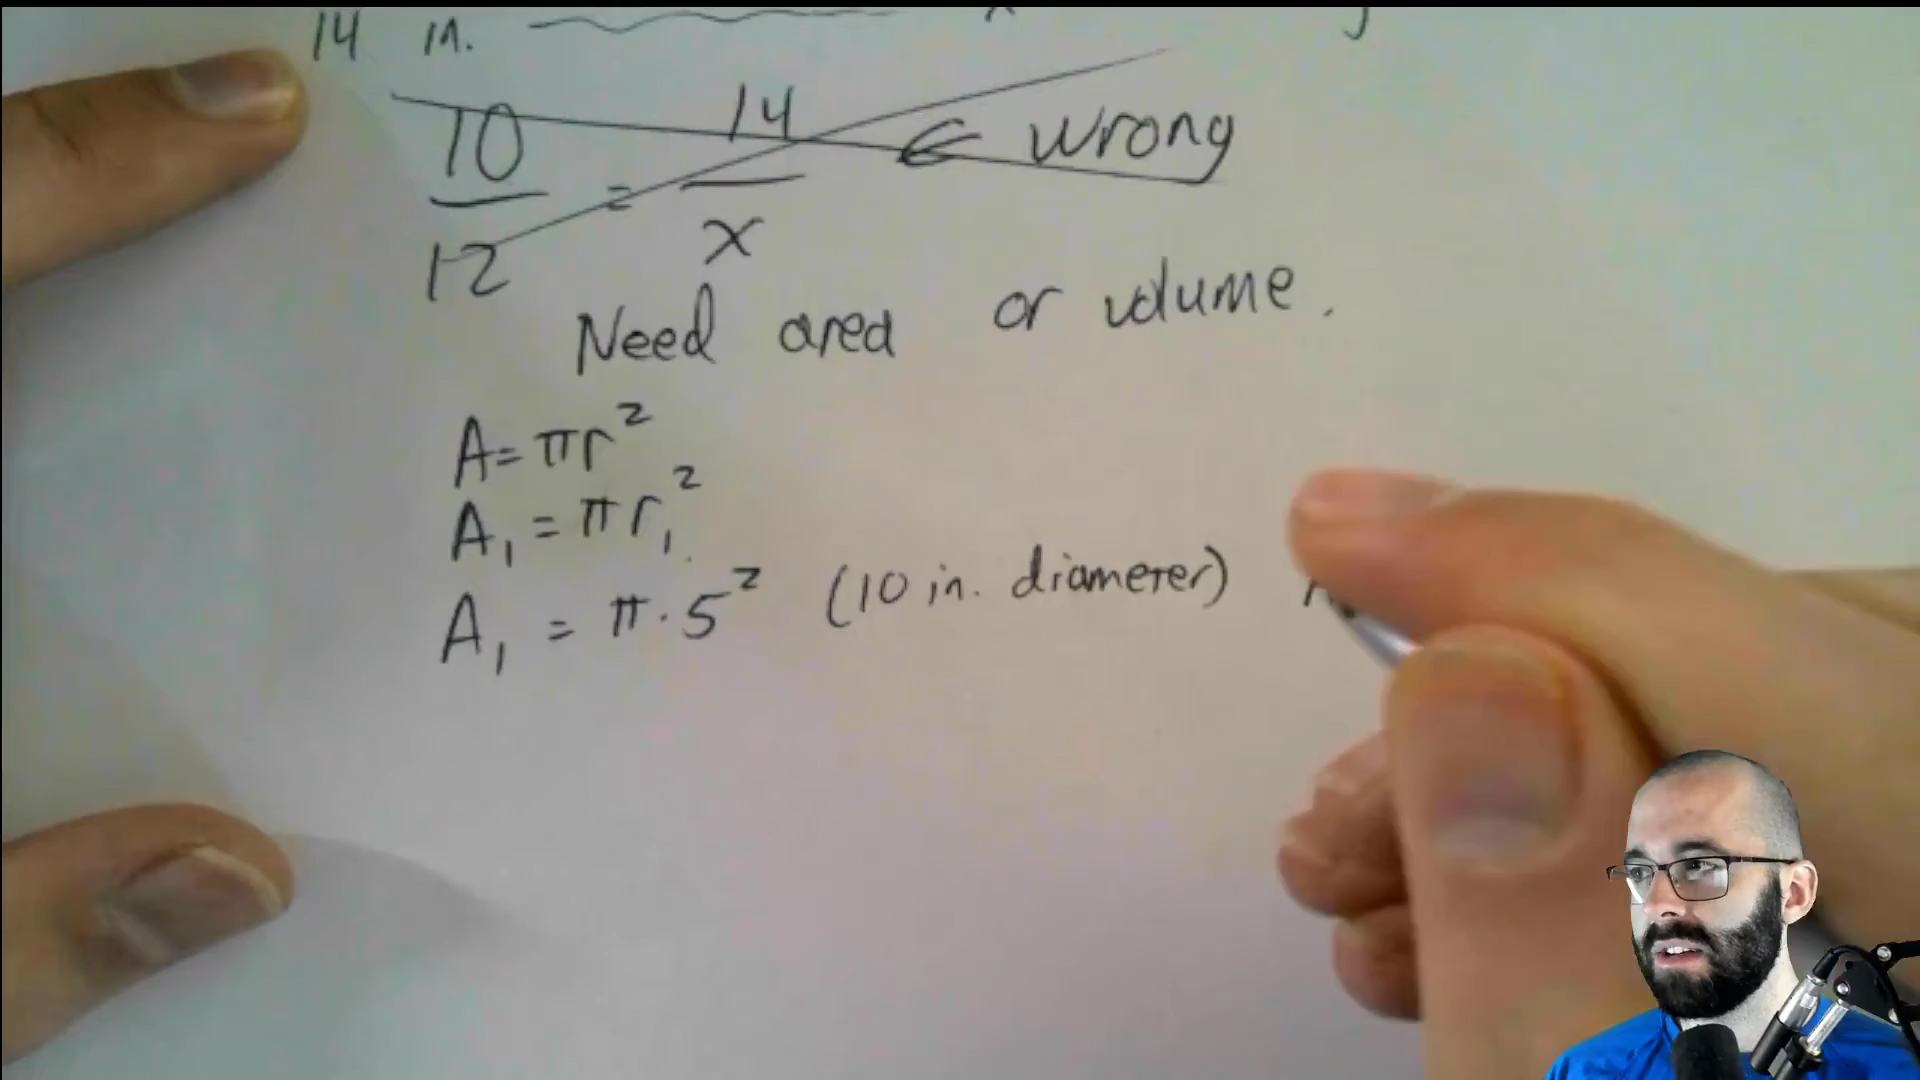 14 in.
10/12 = 14/x ← wrong
Need area or volume.
A = πr²
A₁ = πr₁²
A₁ = π·5² (10 in. diameter)